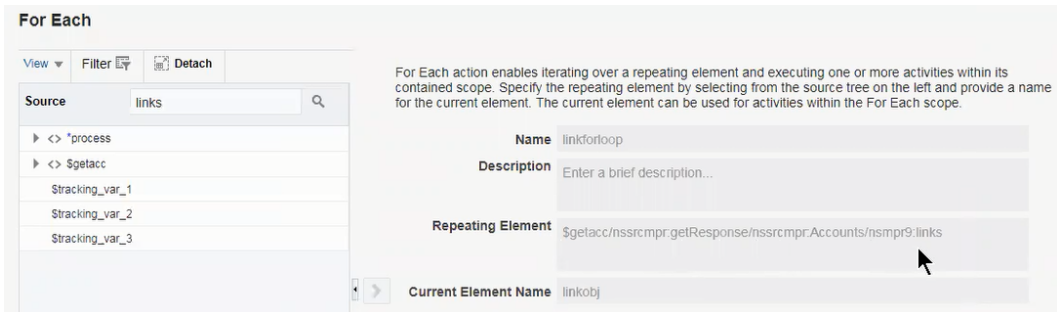 For Each
View Filter Detach
Source links
<> *process
<> $getacc
$tracking_var_1
$tracking_var_2
$tracking_var_3
For Each action enables iterating over a repeating element and executing one or more activities within its
contained scope. Specify the repeating element by selecting from the source tree on the left and provide a name
for the current element. The current element can be used for activities within the For Each scope.
Name linkforloop
Description Enter a brief description...
Repeating Element $getacc/nssrcmpr:getResponse/nssrcmpr:Accounts/nsmpr9:links
Current Element Name linkobj